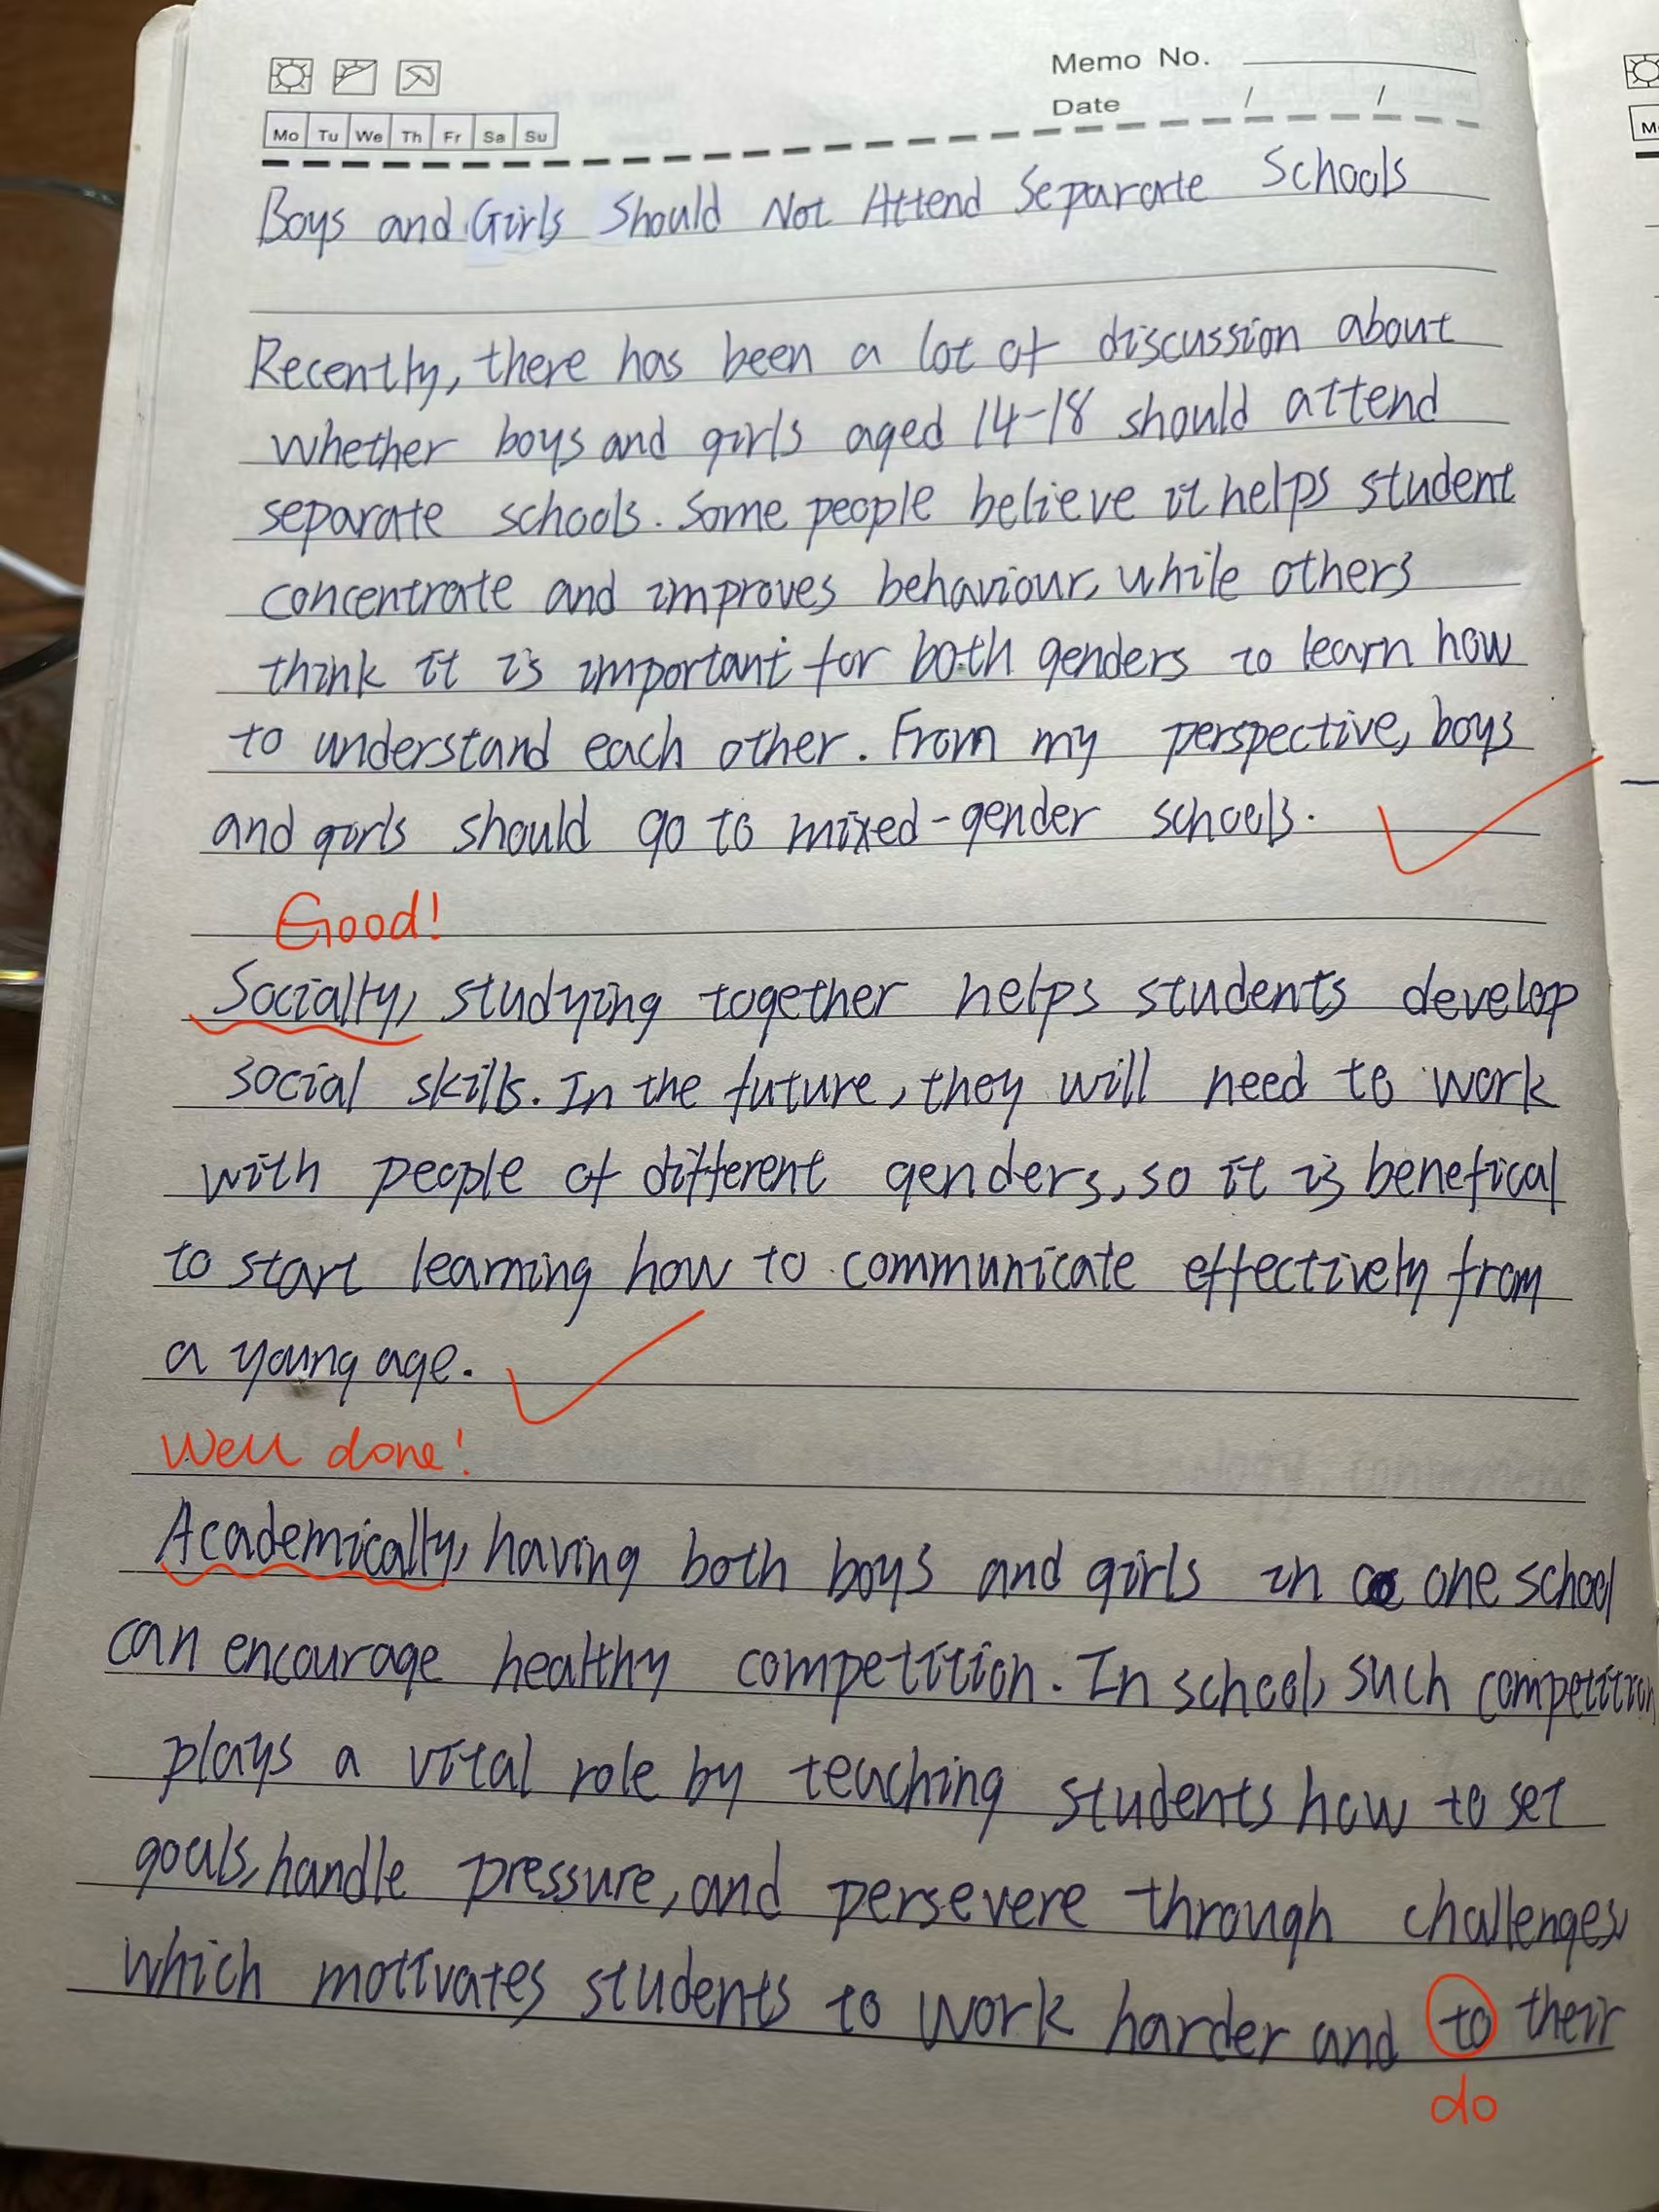 Memo No.
Date / /
Mo Tu We Th Fr Sa Su
Boys and Girls Should Not Attend Separate Schools
Recently, there has been a lot of discussion about
whether boys and girls aged 14-18 should attend
separate schools. Some people believe it helps student
concentrate and improves behaviour, while others
think it is important for both genders to learn how
to understand each other. From my perspective, boys
and girls should go to mixed-gender schools.
Good!
Socially, studying together helps students develop
social skills. In the future, they will need to work
with people of different genders, so it is benefical
to start learning how to communicate effectively from
a young age.
Well done!
Academically, having both boys and girls in one school
can encourage healthy competition. In school, such competition
plays a vital role by teaching students how to set
goals, handle pressure, and persevere through challenges,
which motivates students to work harder and to their
do